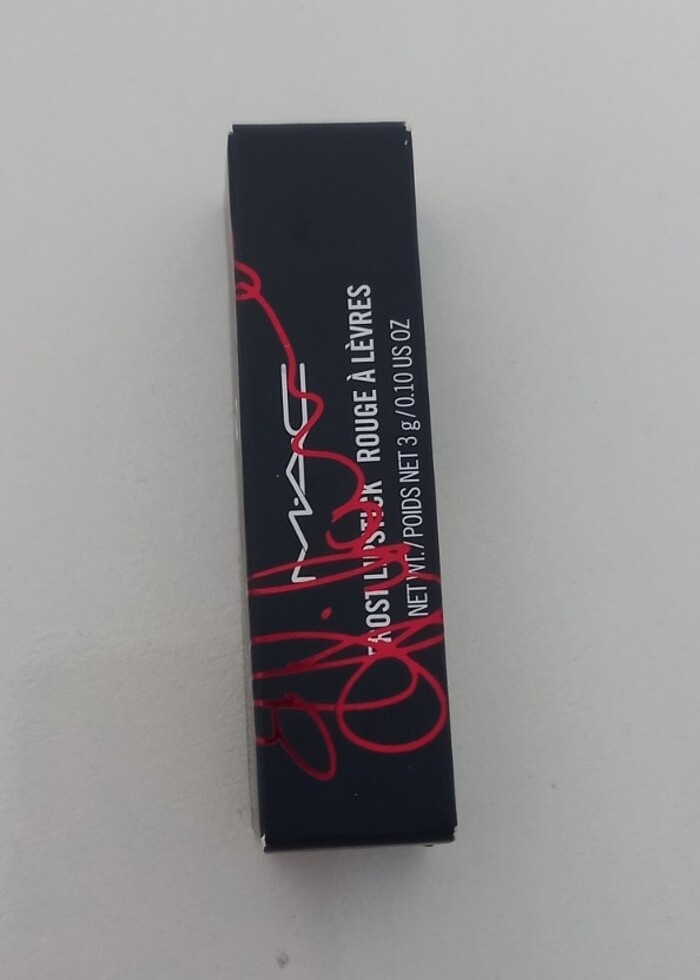 MAC
FROST LIPSTICK ROUGE À LÈVRES
NET WT. / POIDS NET 3 g / 0.10 US OZ